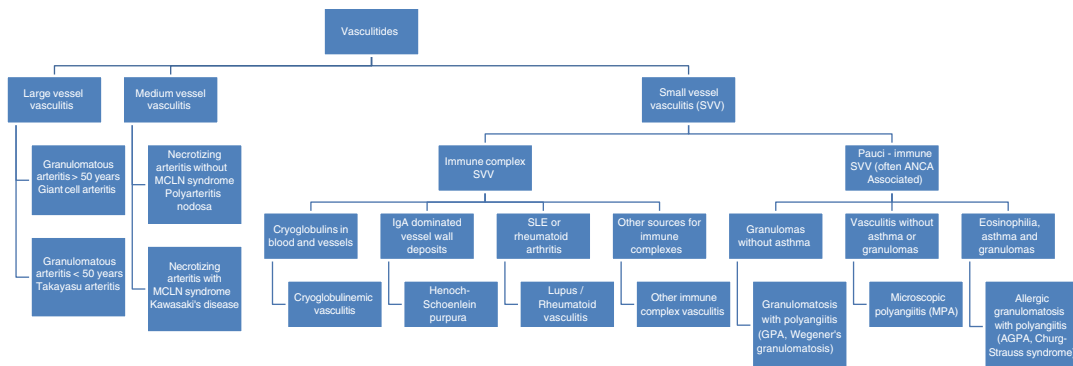 Vasculitides
Large vessel
vasculitis
Medium vessel
vasculitis
Small vessel
vasculitis (SVV)
Granulomatous
arteritis > 50 years
Giant cell arteritis
Granulomatous
arteritis < 50 years
Takayasu arteritis
Necrotizing
arteritis without
MCLN syndrome
Polyarteritis
nodosa
Necrotizing
arteritis with
MCLN syndrome
Kawasaki's disease
Immune complex
SVV
Pauci - immune
SVV (often ANCA
Associated)
Cryoglobulins in
blood and vessels
Cryoglobulinemic
vasculitis
IgA dominated
vessel wall
deposits
Henoch-
Schoenlein
purpura
SLE or
rheumatoid
arthritis
Lupus /
Rheumatoid
vasculitis
Other sources for
immune
complexes
Other immune
complex vasculitis
Granulomas
without asthma
Granulomatosis
with polyangiitis
(GPA, Wegener's
granulomatosis)
Vasculitis without
asthma or
granulomas
Microscopic
polyangiitis (MPA)
Eosinophilia,
asthma and
granulomas
Allergic
granulomatosis
with polyangiitis
(AGPA, Churg-
Strauss syndrome)